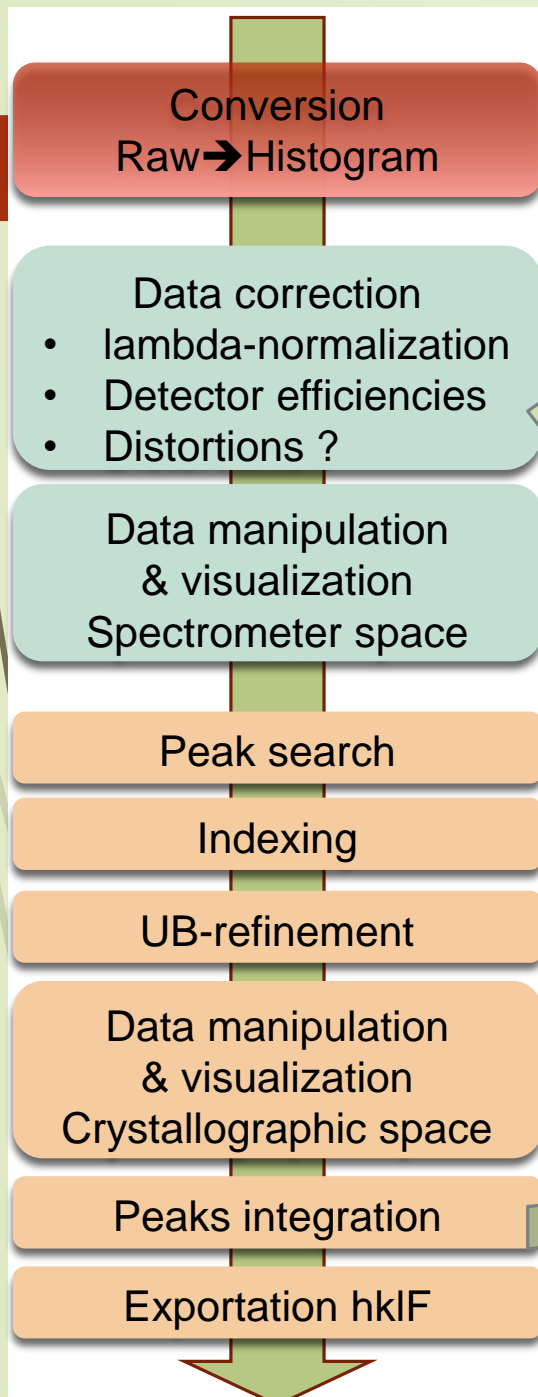 Conversion
Raw➔Histogram
Data correction
• lambda-normalization
• Detector efficiencies
• Distortions ?
Data manipulation
& visualization
Spectrometer space
Peak search
Indexing
UB-refinement
Data manipulation
& visualization
Crystallographic space
Peaks integration
Exportation hklF